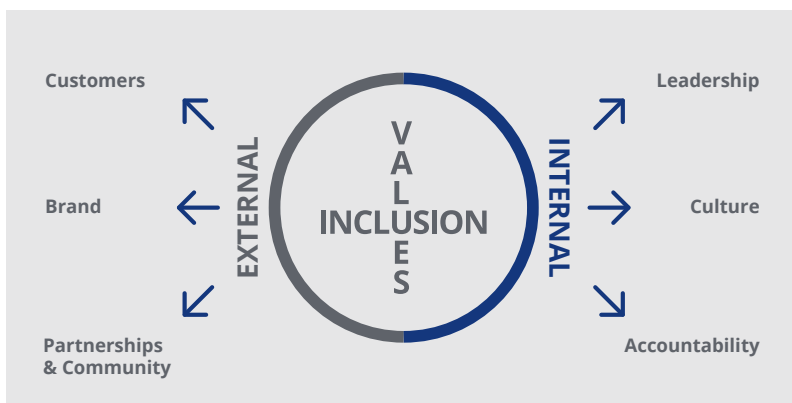 Customers
Brand
Partnerships
& Community
EXTERNAL
VALUES
INCLUSION
INTERNAL
Leadership
Culture
Accountability